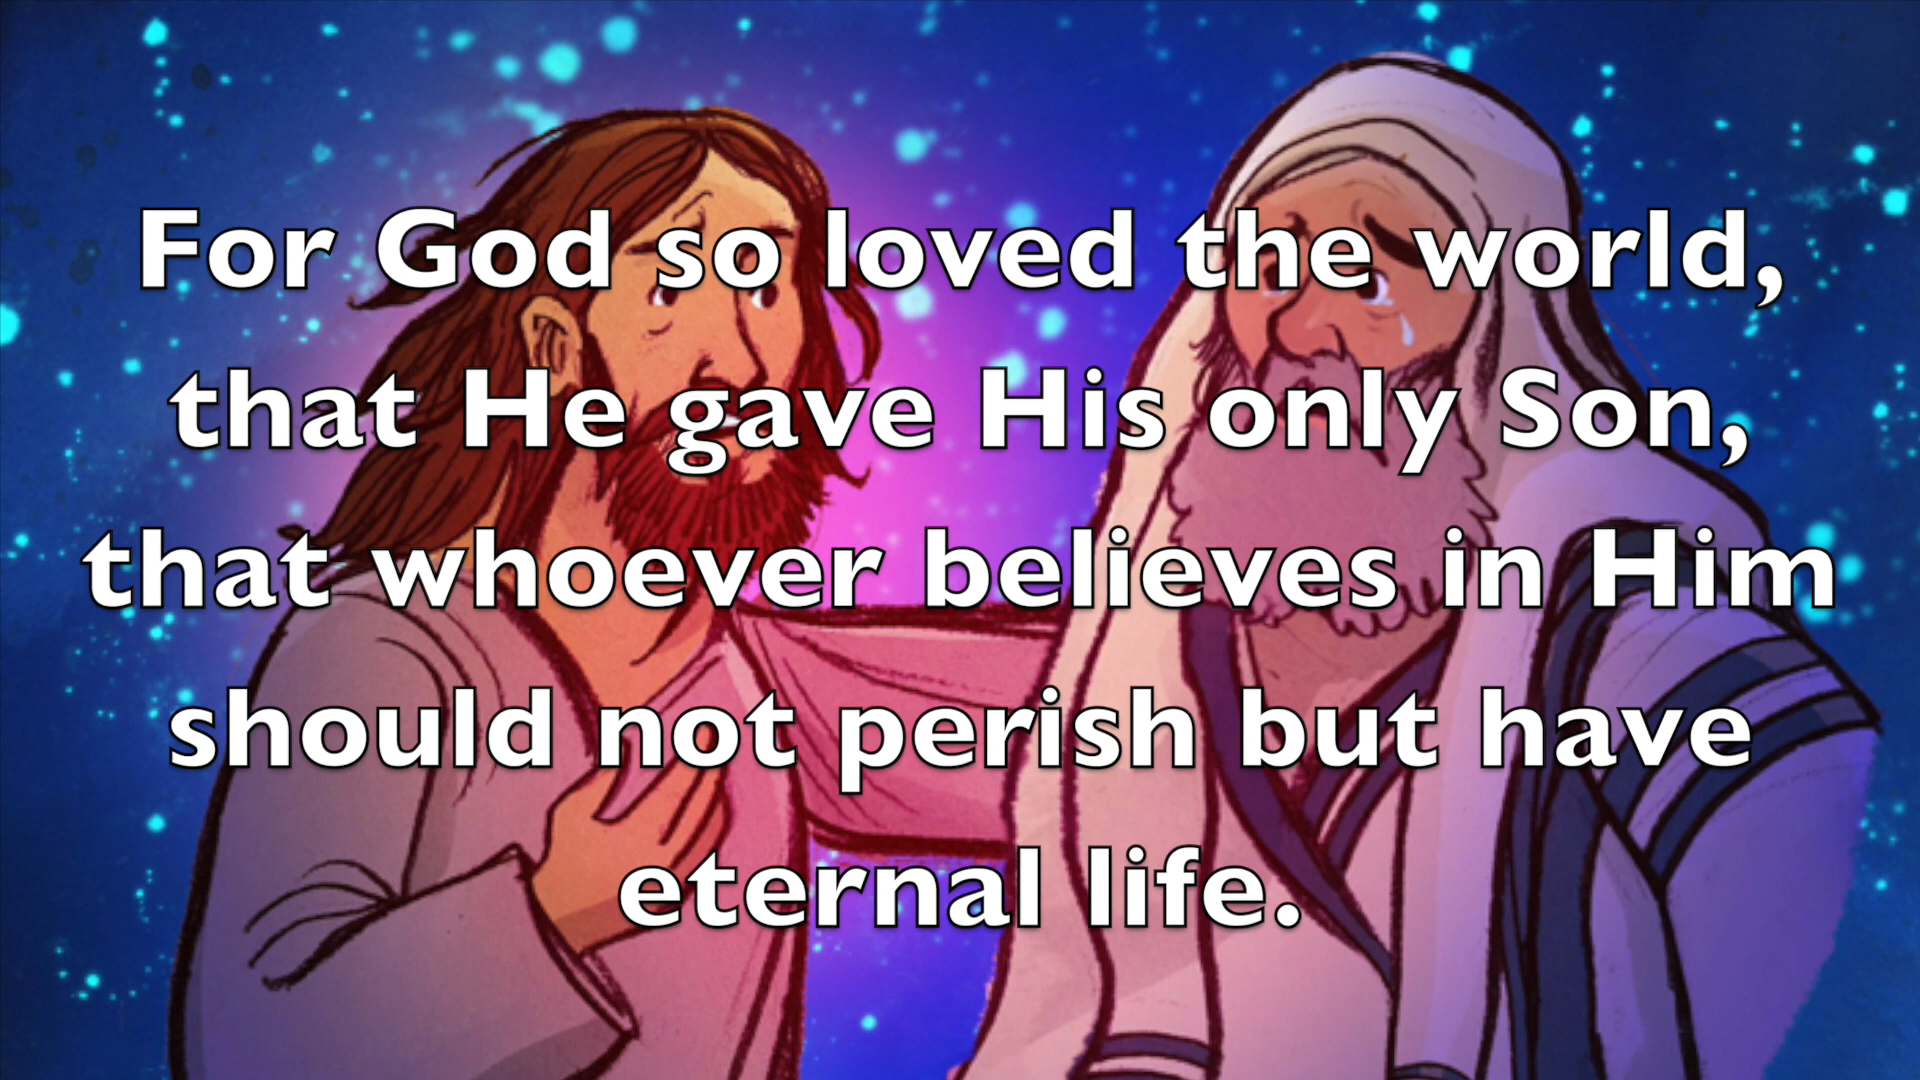 For God so loved the world,
that He gave His only Son,
that whoever believes in Him
should not perish but have
eternal life.